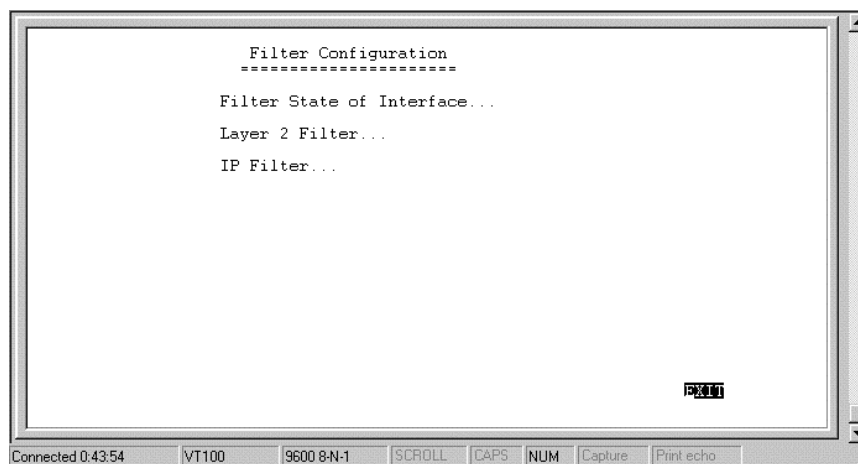 Filter Configuration
======================
Filter State of Interface...
Layer 2 Filter...
IP Filter...
EXIT
Connected 0:43:54 VT100 9600 8-N-1 SCROLL CAPS NUM Capture Print echo